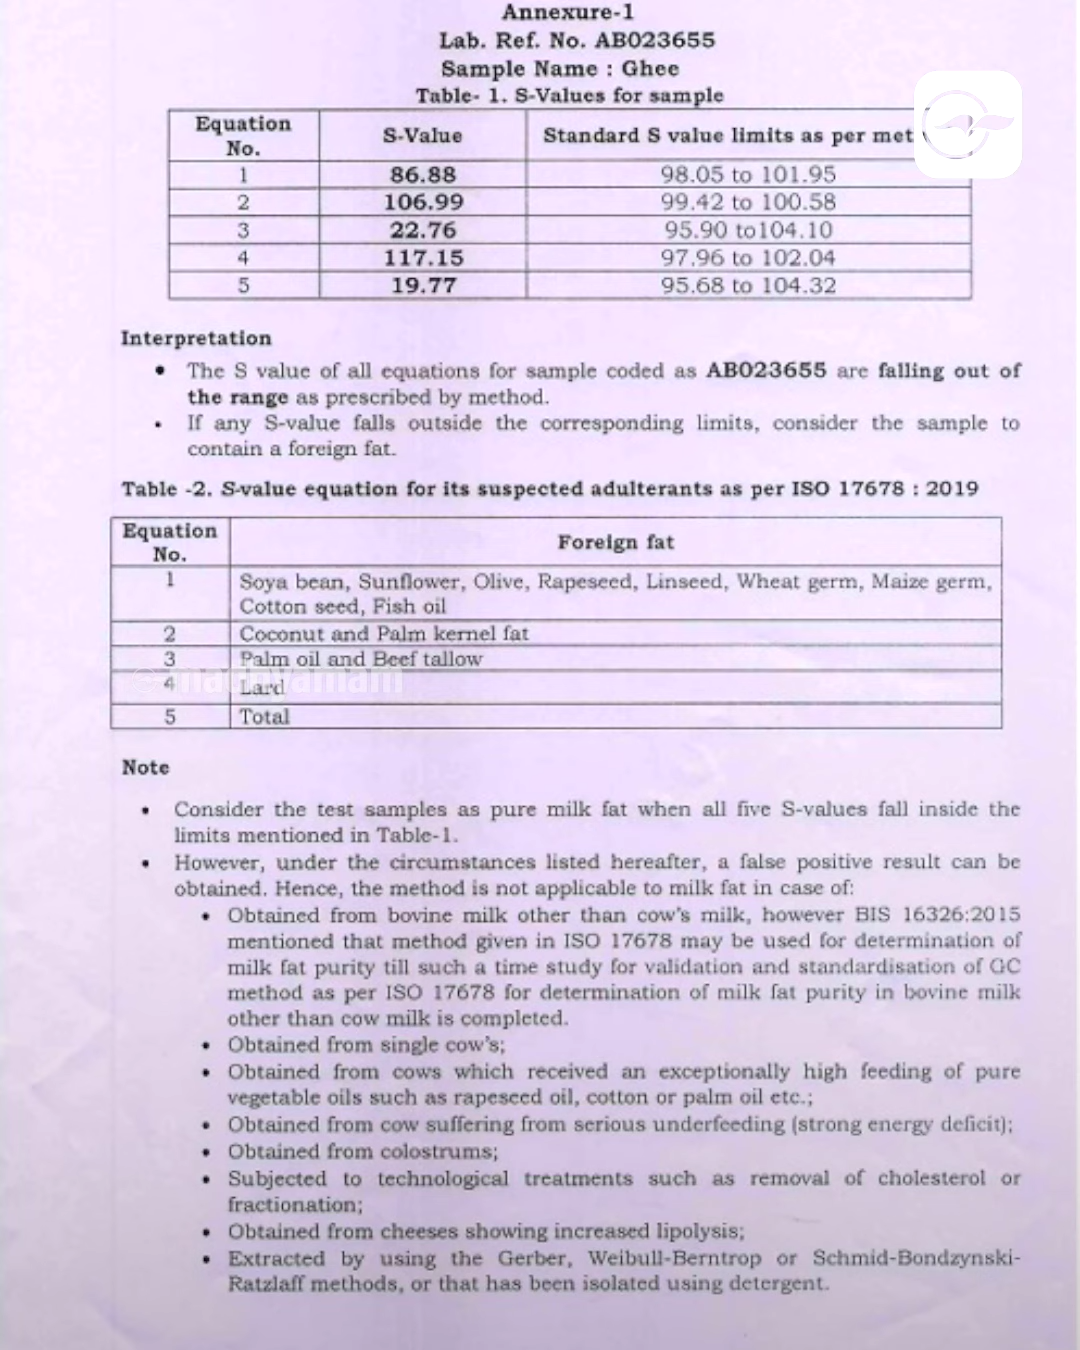 Annexure-1
Lab. Ref. No. AB023655
Sample Name : Ghee
Table- 1. S-Values for sample
Equation No. S-Value Standard S value limits as per
1 86.88 98.05 to 101.95
2 106.99 99.42 to 100.58
3 22.76 95.90 to104.10
4 117.15 97.96 to 102.04
5 19.77 95.68 to 104.32
Interpretation
• The S value of all equations for sample coded as AB023655 are falling out of
the range as prescribed by method.
• If any S-value falls outside the corresponding limits, consider the sample to
contain a foreign fat.
Table -2. S-value equation for its suspected adulterants as per ISO 17678 : 2019
Equation No. Foreign fat
1 Soya bean, Sunflower, Olive, Rapeseed, Linseed, Wheat germ, Maize germ,
Cotton seed, Fish oil
2 Coconut and Palm kernel fat
3 Palm oil and Beef tallow
4 Lard
5 Total
Note
• Consider the test samples as pure milk fat when all five S-values fall inside the
limits mentioned in Table-1.
• However, under the circumstances listed hereafter, a false positive result can be
obtained. Hence, the method is not applicable to milk fat in case of:
• Obtained from bovine milk other than cow's milk, however BIS 16326:2015
mentioned that method given in ISO 17678 may be used for determination of
milk fat purity till such a time study for validation and standardisation of GC
method as per ISO 17678 for determination of milk fat purity in bovine milk
other than cow milk is completed.
• Obtained from single cow's;
• Obtained from cows which received an exceptionally high feeding of pure
vegetable oils such as rapeseed oil, cotton or palm oil etc.;
• Obtained from cow suffering from serious underfeeding (strong energy deficit);
• Obtained from colostrums;
• Subjected to technological treatments such as removal of cholesterol or
fractionation;
• Obtained from cheeses showing increased lipolysis;
• Extracted by using the Gerber, Weibull-Berntrop or Schmid-Bondzynski-
Ratzlaff methods, or that has been isolated using detergent.